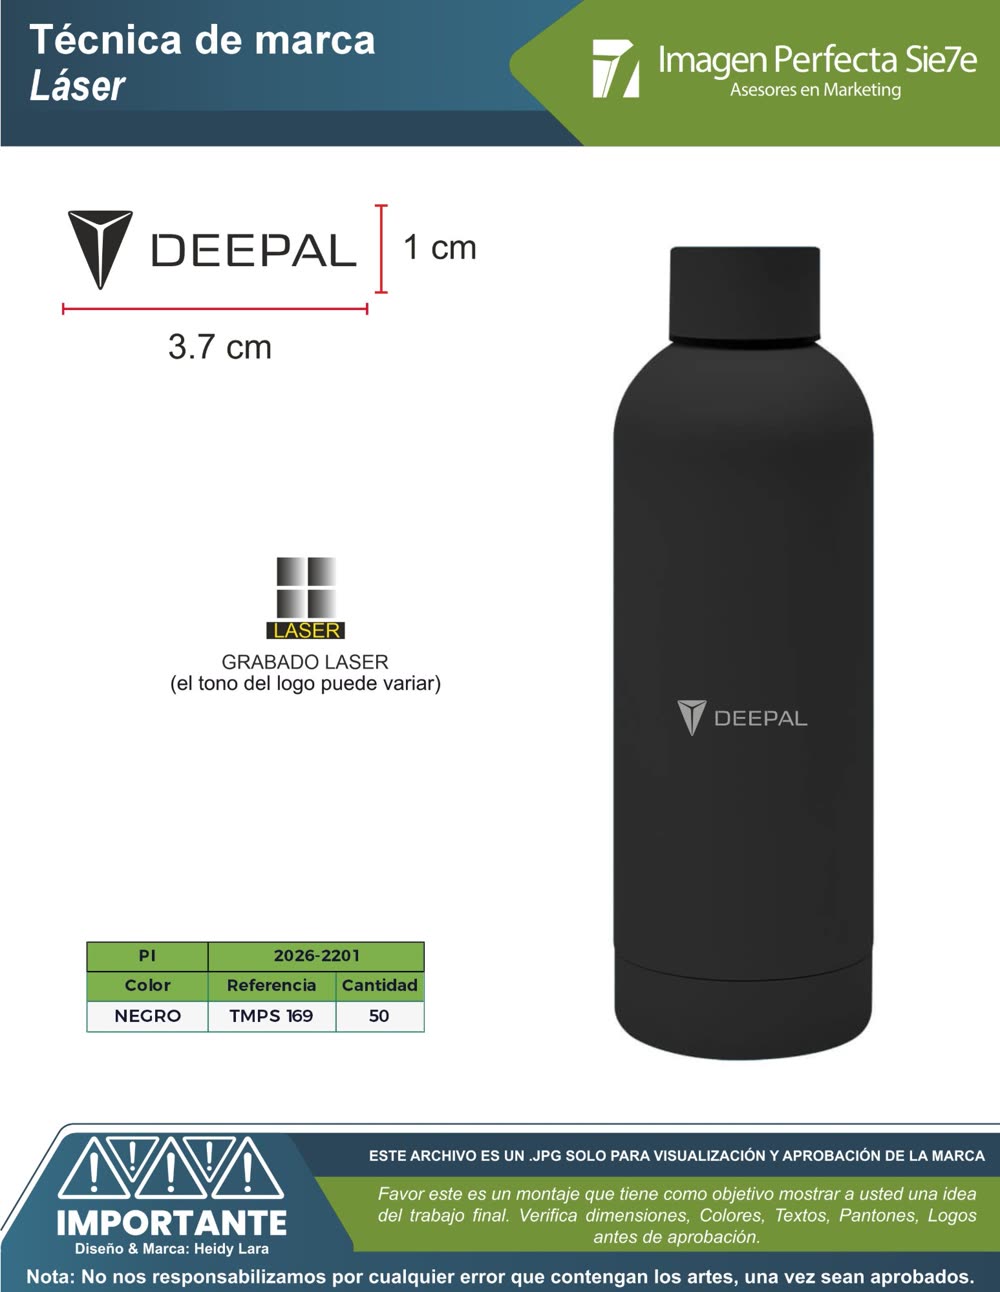 Técnica de marca
Láser
Imagen Perfecta Sie7e
Asesores en Marketing
DEEPAL
1 cm
3.7 cm
LASER
GRABADO LASER
(el tono del logo puede variar)
DEEPAL
PI 2026-2201
Color Referencia Cantidad
NEGRO TMPS 169 50
IMPORTANTE
Diseño & Marca: Heidy Lara
ESTE ARCHIVO ES UN .JPG SOLO PARA VISUALIZACIÓN Y APROBACIÓN DE LA MARCA
Favor este es un montaje que tiene como objetivo mostrar a usted una idea
del trabajo final. Verifica dimensiones, Colores, Textos, Pantones, Logos
antes de aprobación.
Nota: No nos responsabilizamos por cualquier error que contengan los artes, una vez sean aprobados.